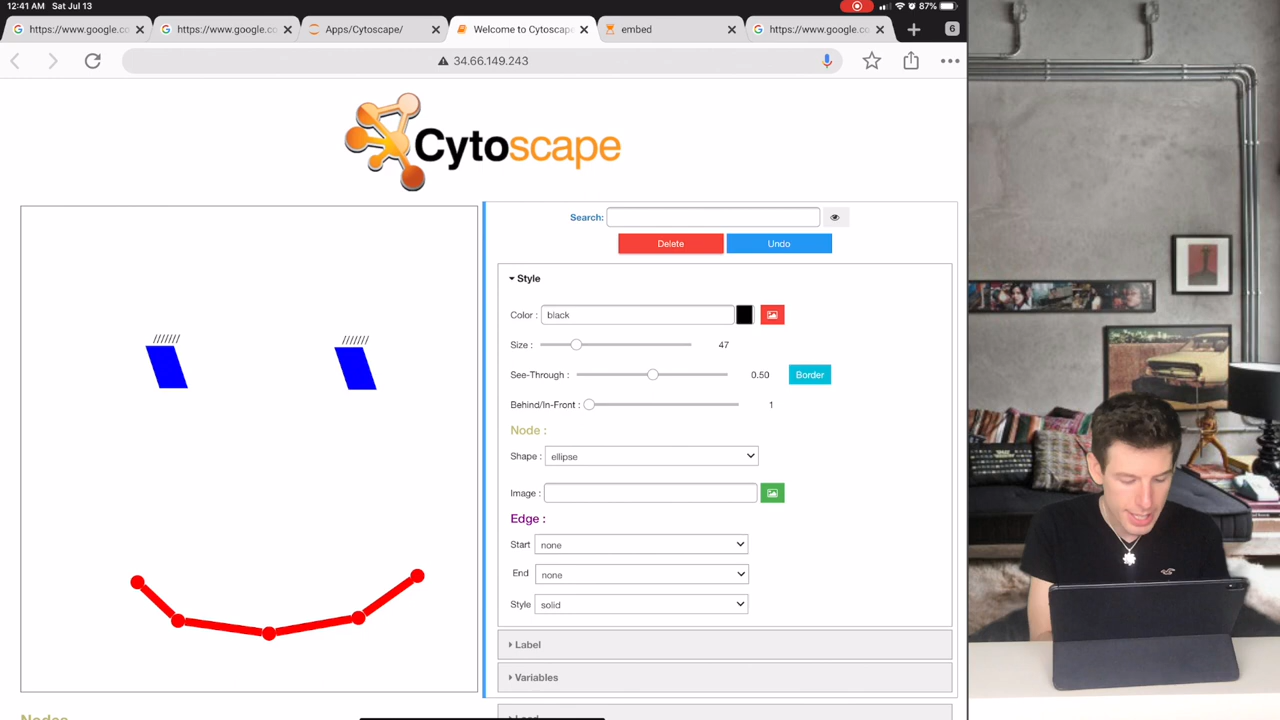 12:41 AM Sat Jul 13
87%
https://www.google.co
https://www.google.co
Apps/Cytoscape/
Welcome to Cytoscape
embed
https://www.google.co
6
34.66.149.243
Cytoscape
Search:
Delete Undo
Style
Color : black
Size : 47
See-Through : 0.50 Border
Behind/In-Front : 1
Node :
Shape : ellipse
Image :
Edge :
Start none
End none
Style solid
Label
Variables
///////
///////
Nodes